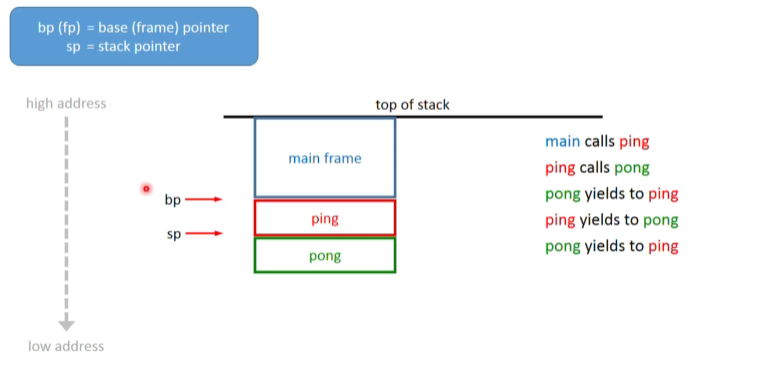 bp (fp) = base (frame) pointer
sp = stack pointer
high address
top of stack
main frame
main calls ping
ping calls pong
bp
pong yields to ping
ping
ping yields to pong
sp
pong
pong yields to ping
low address